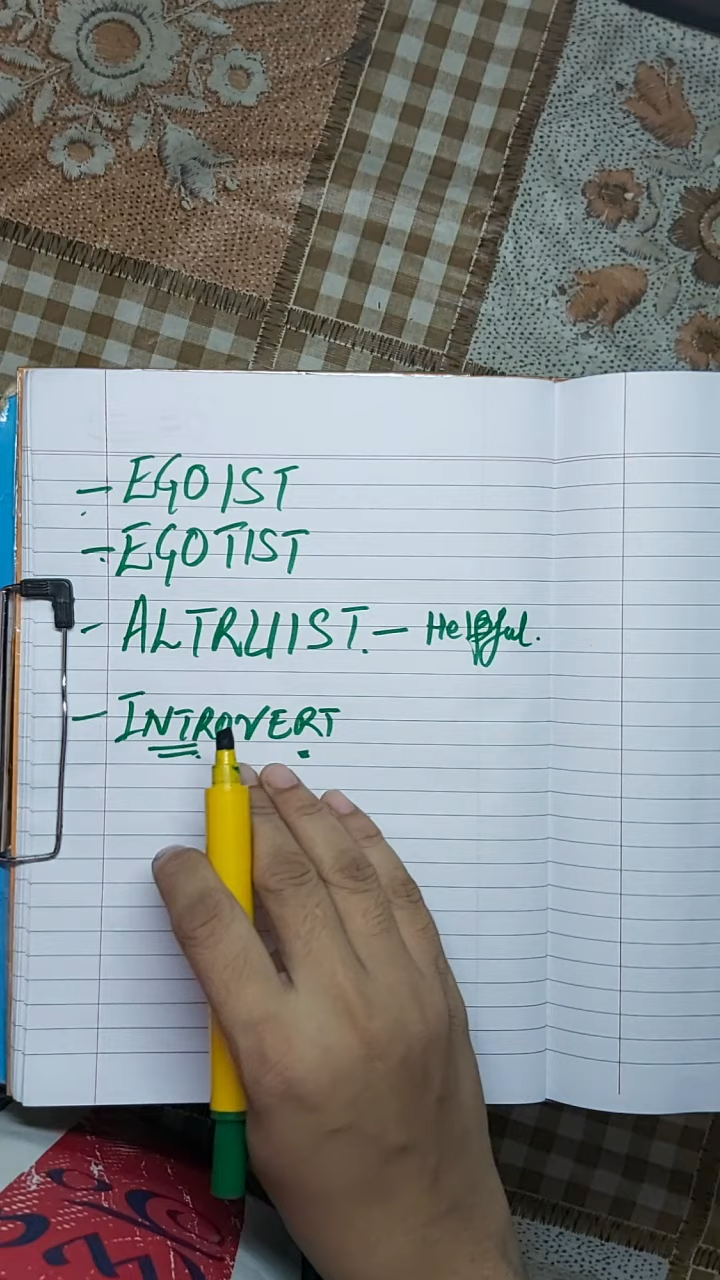 - EGOIST
- EGOTIST
- ALTRUIST. - Helpful.
- INTROVERT